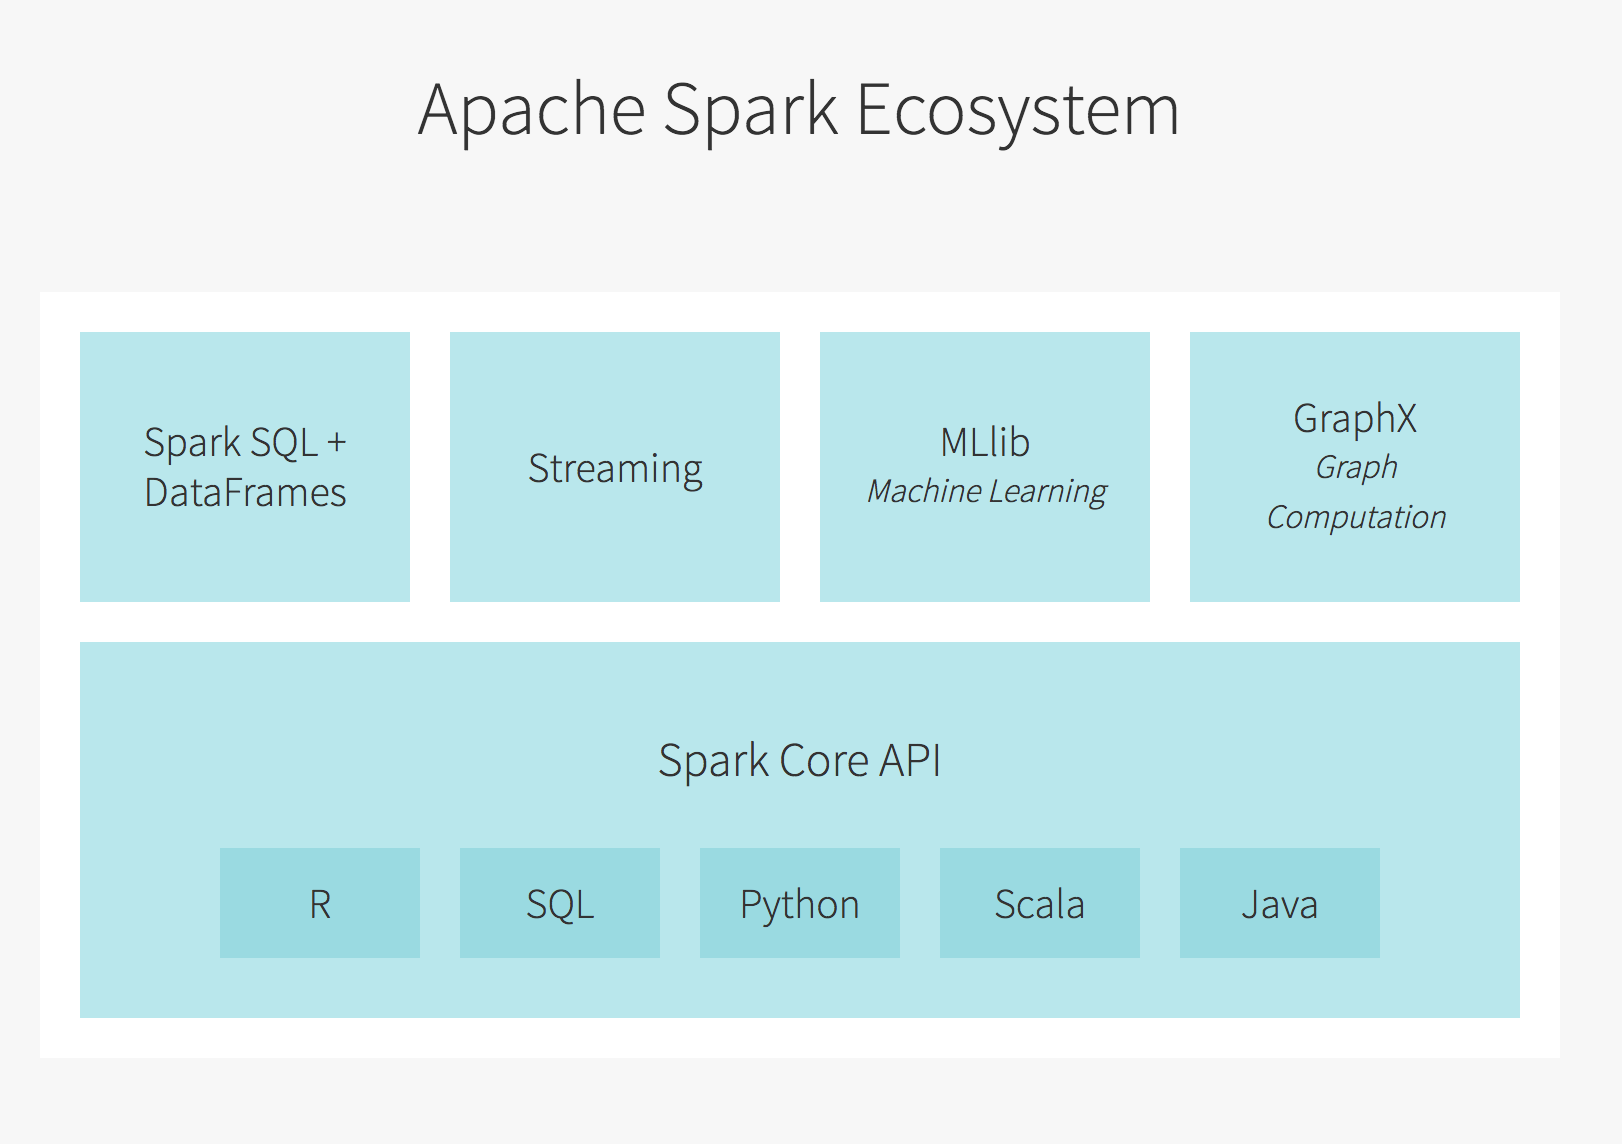 Apache Spark Ecosystem
Spark SQL +
DataFrames
Streaming
MLlib
Machine Learning
GraphX
Graph
Computation
Spark Core API
R
SQL
Python
Scala
Java